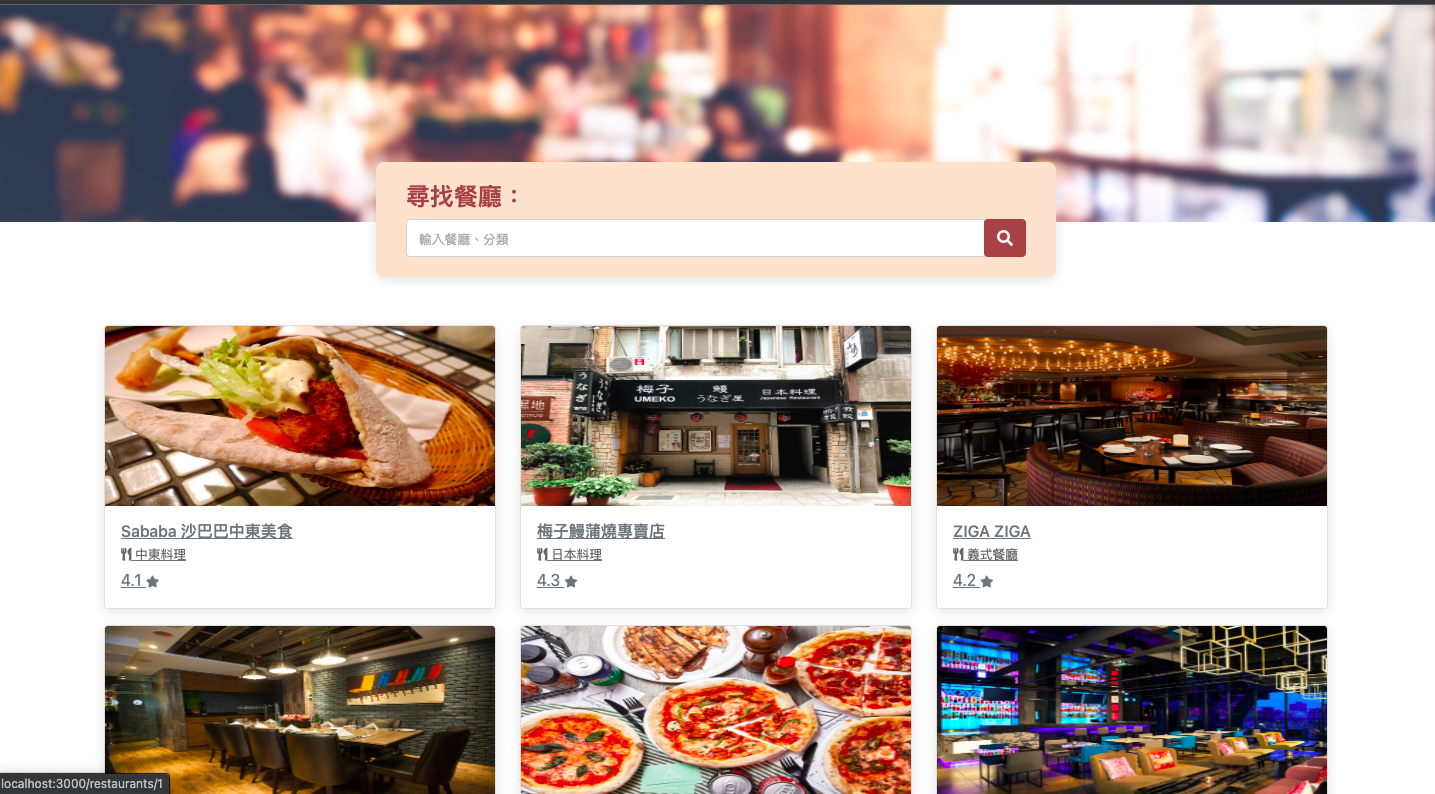 尋找餐廳：
輸入餐廳、分類
Sababa 沙巴巴中東美食
中東料理
4.1
梅子 鰻 日本料理
UMEKO うなぎ屋 Japanese Restaurant
うなぎ
梅子鰻蒲燒專賣店
日本料理
4.3
ZIGA ZIGA
義式餐廳
4.2
localhost:3000/restaurants/1